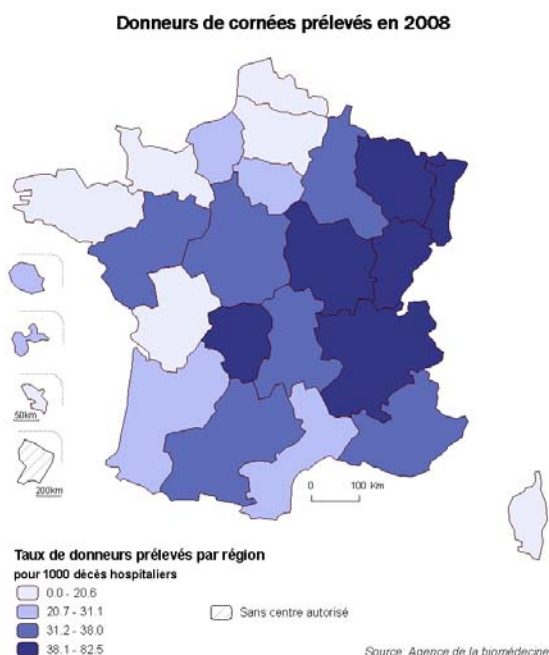 Donneurs de cornées prélevés en 2008
50km
200km
0 100 Km
Taux de donneurs prélevés par région
pour 1000 décès hospitaliers
0.0 - 20.6
20.7 - 31.1
31.2 - 38.0
38.1 - 82.5
Sans centre autorisé
Source: Agence de la biomédecine